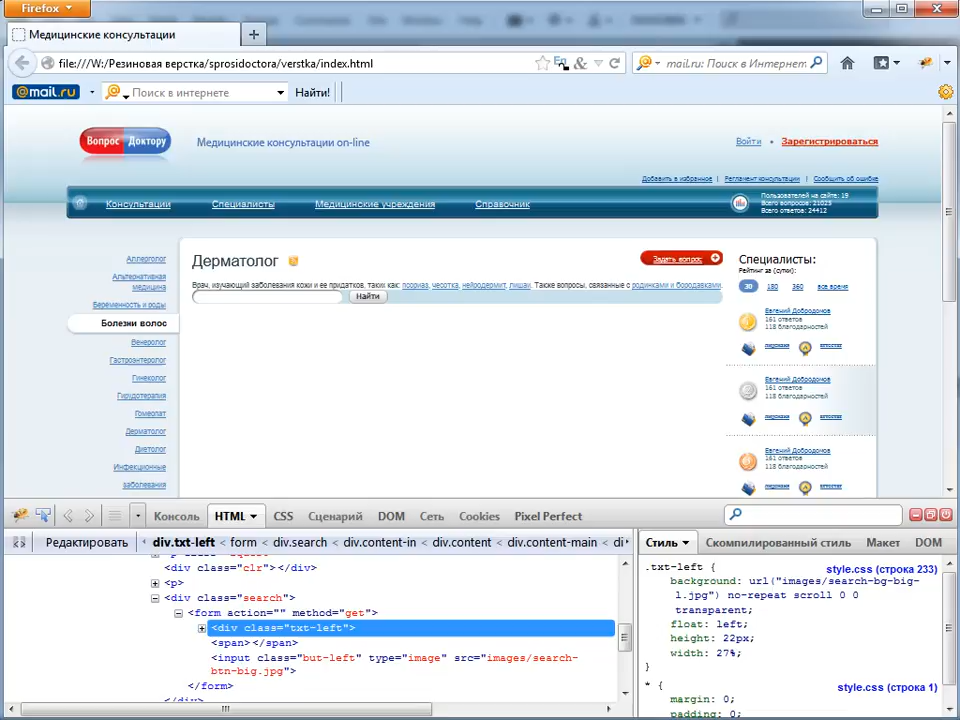 Firefox
Медицинские консультации
file:///W:/Резиновая верстка/sprosidoctora/verstka/index.html
mail.ru: Поиск в Интернет
@mail.ru
Поиск в интернете
Найти!
Вопрос Доктору
Медицинские консультации on-line
Войти • Зарегистрироваться
Добавить в избранное | Регламент консультации | Сообщить об ошибке
Консультации Специалисты Медицинские учреждения Справочник
Пользователей на сайте: 19
Всего вопросов: 21025
Всего ответов: 24412
Аллерголог
Альтернативная
медицина
Беременность и роды
Болезни волос
Венеролог
Гастроэнтеролог
Гинеколог
Гирудотерапия
Гомеопат
Дерматолог
Диетолог
Инфекционные
заболевания
Дерматолог
Задать вопрос
Врач, изучающий заболевания кожи и ее придатков, таких как: псориаз, чесотка, нейродермит, лишаи. Также вопросы, связанные с родинками и бородавками.
Найти
Специалисты:
Рейтинг за (сутки):
30 180 360 все время
Евгений Добродонов
161 ответов
118 благодарностей
Евгений Добродонов
161 ответов
118 благодарностей
Евгений Добродонов
161 ответов
118 благодарностей
Консоль HTML CSS Сценарий DOM Сеть Cookies Pixel Perfect
Редактировать div.txt-left < form < div.search < div.content-in < div.content < div.content-main < di
<div class="clr"></div>
<p>
<div class="search">
<form action="" method="get">
<div class="txt-left">
<span></span>
<input class="but-left" type="image" src="images/search-
btn-big.jpg">
</form>
</div>
Стиль Скомпилированный стиль Макет DOM
.txt-left { style.css (строка 233)
background: url("images/search-bg-big-
l.jpg") no-repeat scroll 0 0
transparent;
float: left;
height: 22px;
width: 27%;
}
* { style.css (строка 1)
margin: 0;
padding: 0;